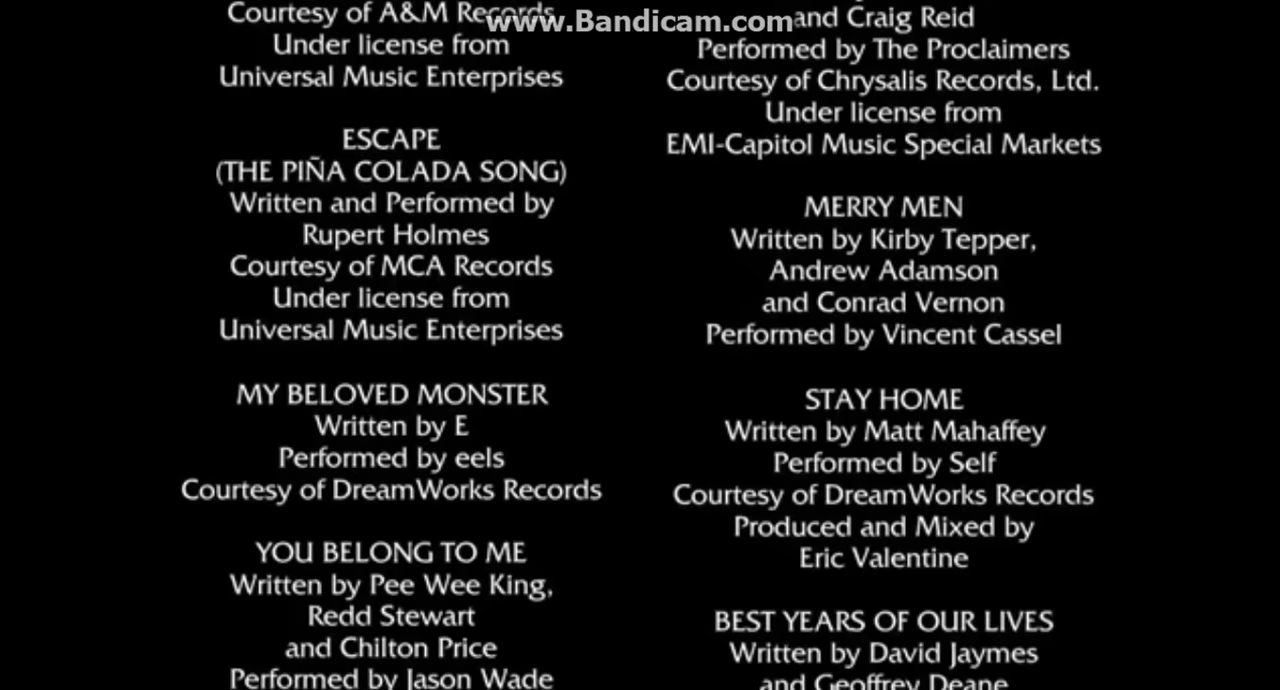 www.Bandicam.com
Courtesy of A&M Records
Under license from
Universal Music Enterprises
ESCAPE
(THE PIÑA COLADA SONG)
Written and Performed by
Rupert Holmes
Courtesy of MCA Records
Under license from
Universal Music Enterprises
MY BELOVED MONSTER
Written by E
Performed by eels
Courtesy of DreamWorks Records
YOU BELONG TO ME
Written by Pee Wee King,
Redd Stewart
and Chilton Price
Performed by Jason Wade
and Craig Reid
Performed by The Proclaimers
Courtesy of Chrysalis Records, Ltd.
Under license from
EMI-Capitol Music Special Markets
MERRY MEN
Written by Kirby Tepper,
Andrew Adamson
and Conrad Vernon
Performed by Vincent Cassel
STAY HOME
Written by Matt Mahaffey
Performed by Self
Courtesy of DreamWorks Records
Produced and Mixed by
Eric Valentine
BEST YEARS OF OUR LIVES
Written by David Jaymes
and Geoffrey Deane